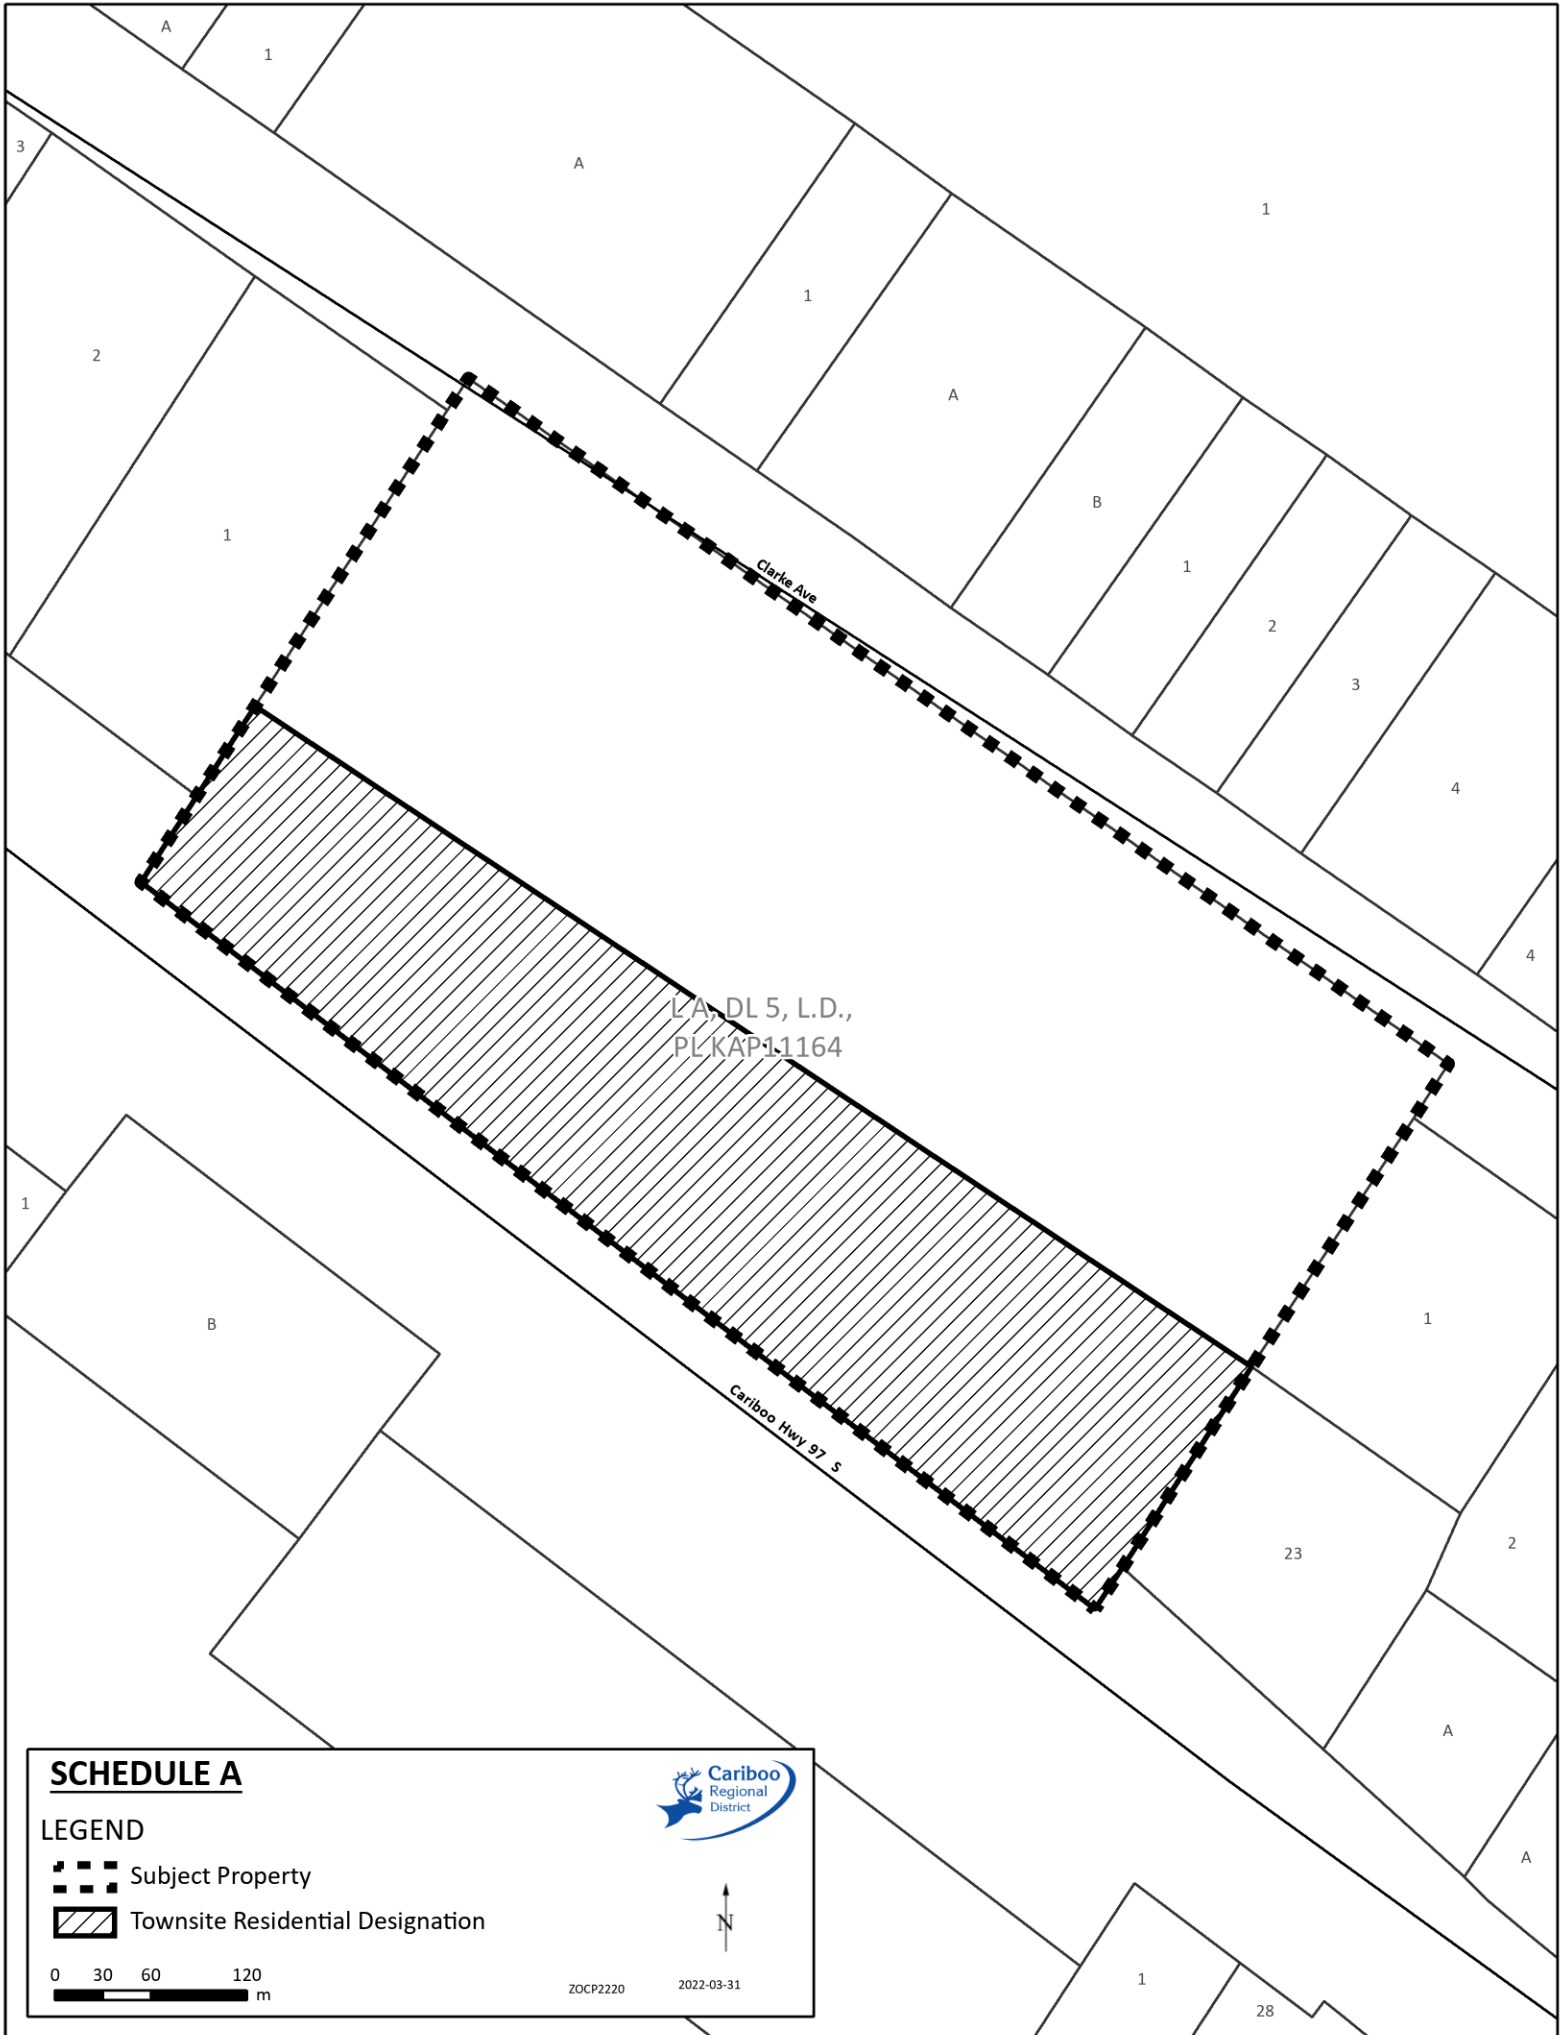 A
1
3
A
1
1
2
A
B
1
1
Clarke Ave
2
3
4
4
L A, DL 5, L.D.,
PL KAP11164
1
B
1
Cariboo Hwy 97 S
23
2
A
A
1
28
SCHEDULE A
Cariboo
Regional
District
LEGEND
Subject Property
Townsite Residential Designation
N
0 30 60 120
m
ZOCP2220
2022-03-31